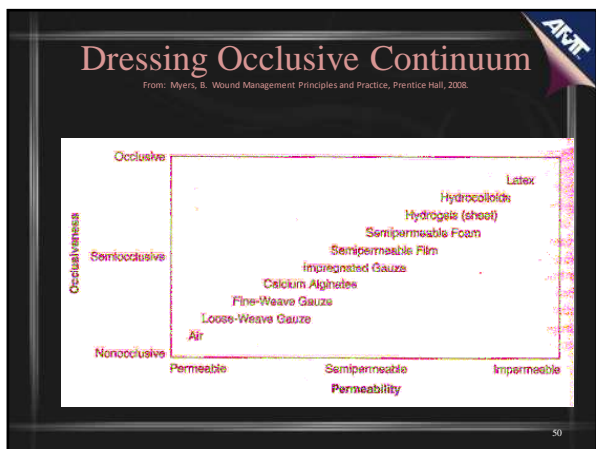 AMT
Dressing Occlusive Continuum
From: Myers, B. Wound Management Principles and Practice, Prentice Hall, 2008.
Occlusive
Latex
Hydrocolloids
Hydrogels (sheet)
Semipermeable Foam
Occlusiveness
Semiocclusive
Semipermeable Film
Impregnated Gauze
Calcium Alginates
Fine-Weave Gauze
Loose-Weave Gauze
Air
Nonocclusive
Permeable Semipermeable Impermeable
Permeability
50